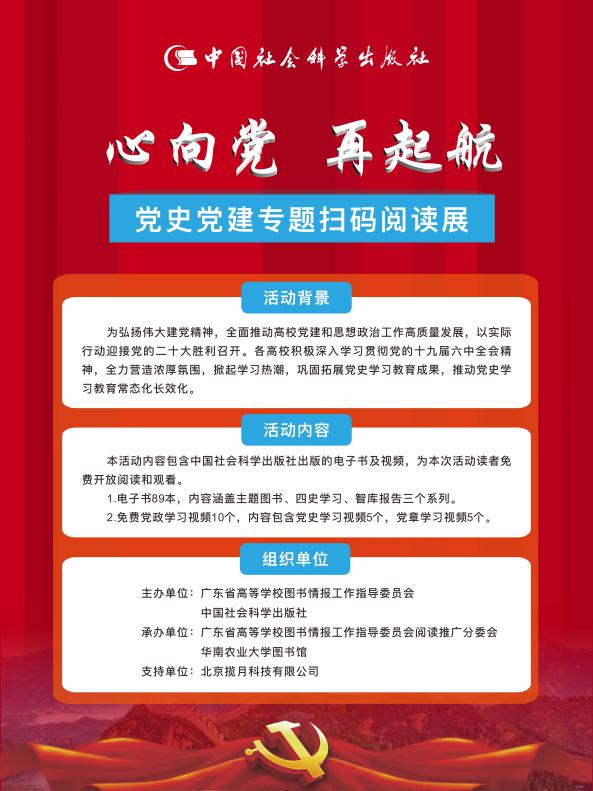 中国社会科学出版社
心向党 再起航
党史党建专题扫码阅读展
活动背景
为弘扬伟大建党精神，全面推动高校党建和思想政治工作高质量发展，以实际
行动迎接党的二十大胜利召开。各高校积极深入学习贯彻党的十九届六中全会精
神，全力营造浓厚氛围，掀起学习热潮，巩固拓展党史学习教育成果，推动党史学
习教育常态化长效化。
活动内容
本活动内容包含中国社会科学出版社出版的电子书及视频，为本次活动读者免
费开放阅读和观看。
1.电子书89本，内容涵盖主题图书、四史学习、智库报告三个系列。
2.免费党政学习视频10个，内容包含党史学习视频5个，党章学习视频5个。
组织单位
主办单位：广东省高等学校图书情报工作指导委员会
中国社会科学出版社
承办单位：广东省高等学校图书情报工作指导委员会阅读推广分委会
华南农业大学图书馆
支持单位：北京揽月科技有限公司